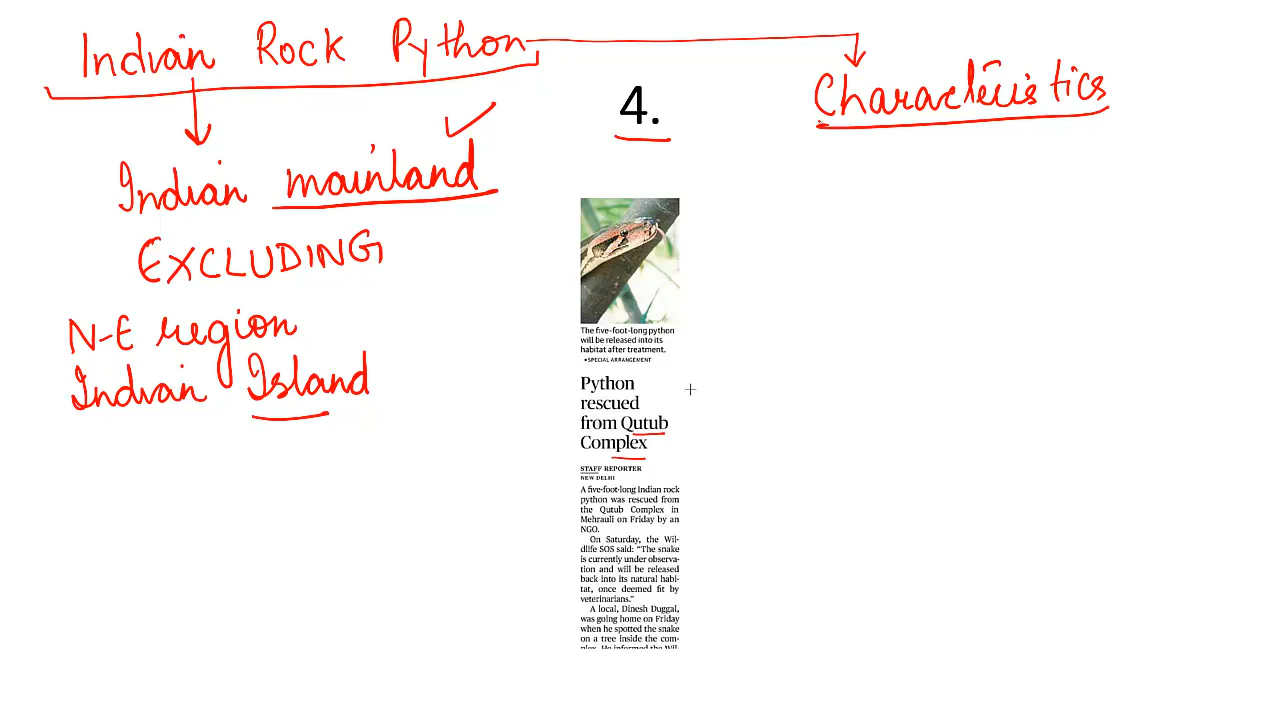 Indian Rock Python
Characteristics
4.
Indian mainland
EXCLUDING
N-E region
Indian Island
The five-foot-long python
will be released into its
habitat after treatment.
•SPECIAL ARRANGEMENT
Python
rescued
from Qutub
Complex
STAFF REPORTER
NEW DELHI
A five-foot-long Indian rock
python was rescued from
the Qutub Complex in
Mehrauli on Friday by an
NGO.
On Saturday, the Wil-
dlife SOS said: “The snake
is currently under observa-
tion and will be released
back into its natural habi-
tat, once deemed fit by
veterinarians.”
A local, Dinesh Duggal,
was going home on Friday
when he spotted the snake
on a tree inside the com-
plex. He informed the Wil-